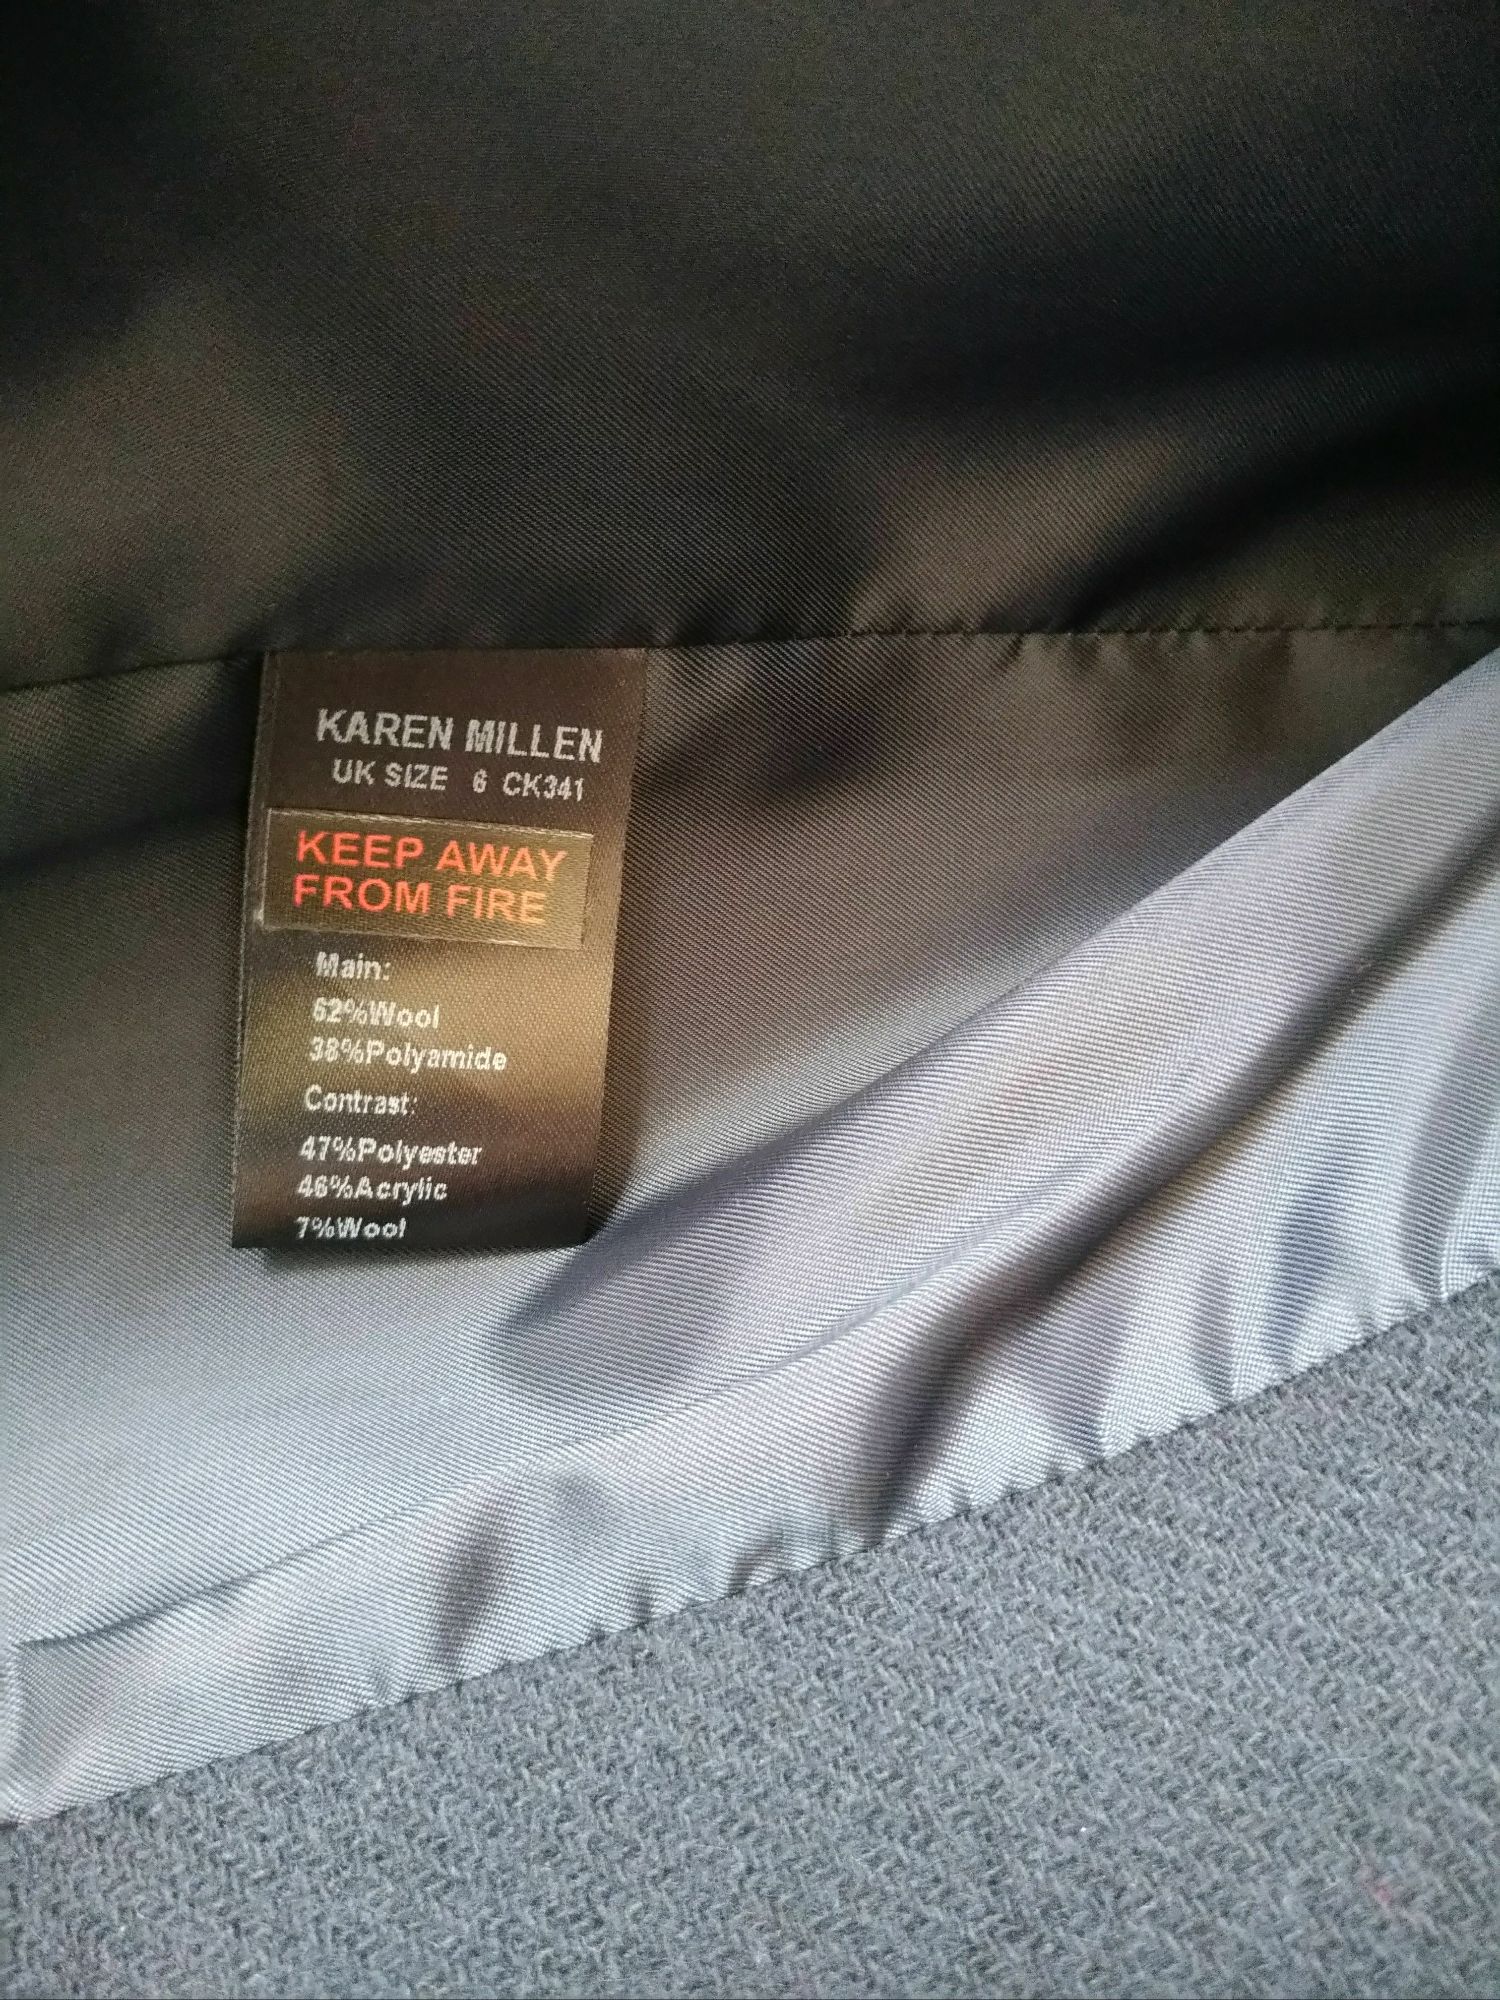 KAREN MILLEN
UK SIZE 6 CK341
KEEP AWAY
FROM FIRE
Main:
62%Wool
38%Polyamide
Contrast:
47%Polyester
46%Acrylic
7%Wool